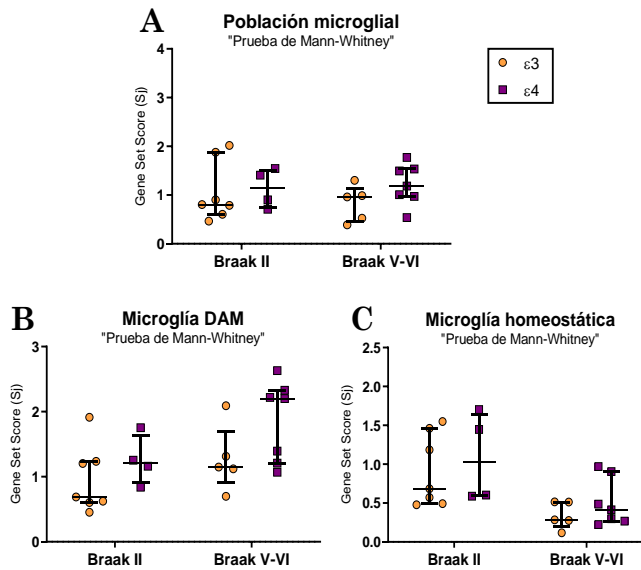 A
Población microglial
"Prueba de Mann-Whitney"
Gene Set Score (Sj)
4
3
2
1
0
Braak II
Braak V-VI
ε3
ε4
B
Microglía DAM
"Prueba de Mann-Whitney"
Gene Set Score (Sj)
3
2
1
0
Braak II
Braak V-VI
C
Microglía homeostática
"Prueba de Mann-Whitney"
Gene Set Score (Sj)
2.0
1.5
1.0
0.5
0.0
Braak II
Braak V-VI